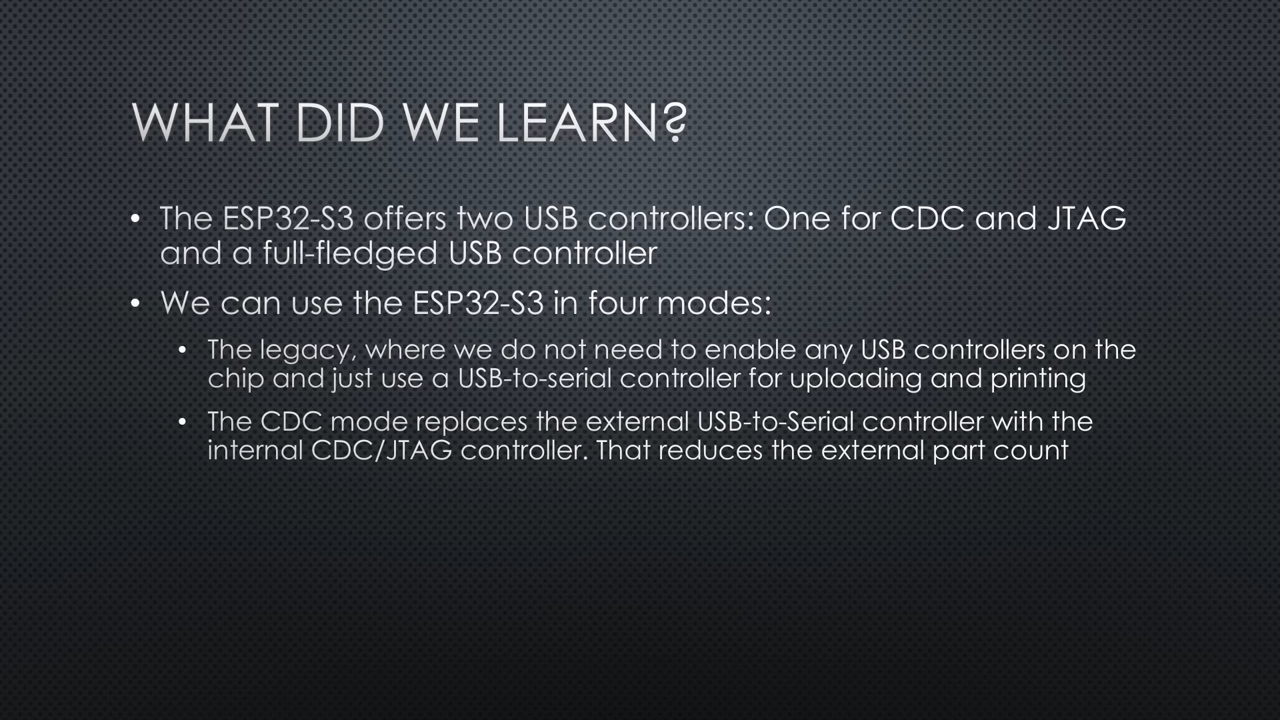 WHAT DID WE LEARN?
• The ESP32-S3 offers two USB controllers: One for CDC and JTAG
and a full-fledged USB controller
• We can use the ESP32-S3 in four modes:
• The legacy, where we do not need to enable any USB controllers on the
chip and just use a USB-to-serial controller for uploading and printing
• The CDC mode replaces the external USB-to-Serial controller with the
internal CDC/JTAG controller. That reduces the external part count